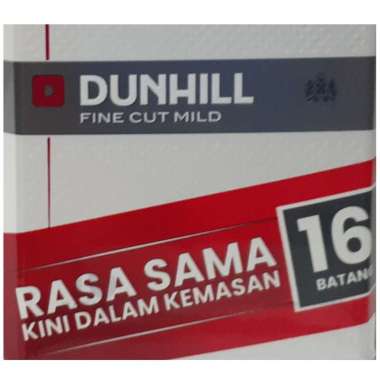 DUNHILL
FINE CUT MILD
RASA SAMA
KINI DALAM KEMASAN
16
BATANG